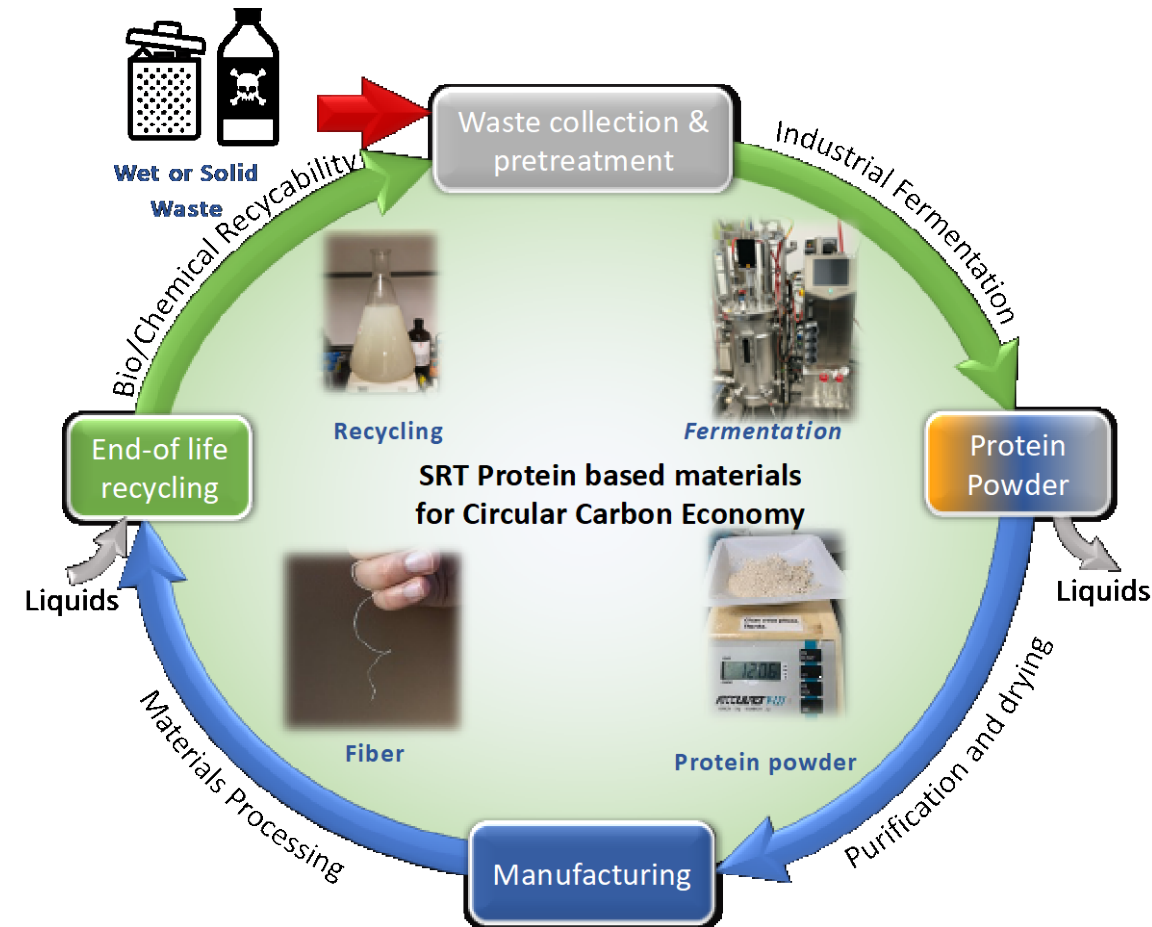 Wet or Solid
Waste
Waste collection &
pretreatment
Industrial Fermentation
Bio/Chemical Recycability
Recycling
Fermentation
End-of life
recycling
SRT Protein based materials
for Circular Carbon Economy
Protein
Powder
Liquids
Liquids
1206
Fiber
Protein powder
Materials Processing
Purification and drying
Manufacturing